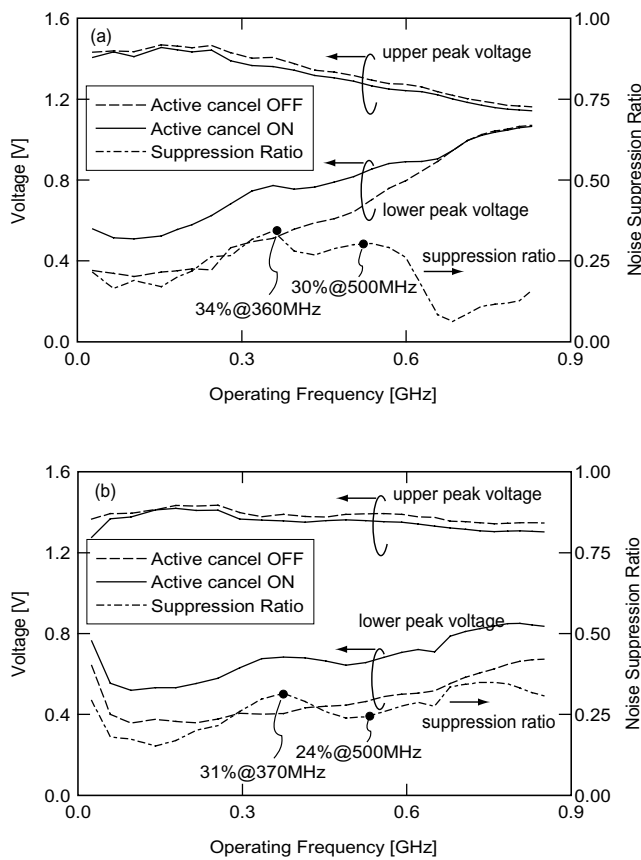 (a)
1.6
1.2
0.8
0.4
0.0
Voltage [V]
1.00
0.75
0.50
0.25
0.00
Noise Suppression Ratio
upper peak voltage
Active cancel OFF
Active cancel ON
Suppression Ratio
lower peak voltage
suppression ratio
30%@500MHz
34%@360MHz
0.0 0.3 0.6 0.9
Operating Frequency [GHz]
(b)
1.6
1.2
0.8
0.4
0.0
Voltage [V]
1.00
0.75
0.50
0.25
0.00
Noise Suppression Ratio
upper peak voltage
Active cancel OFF
Active cancel ON
Suppression Ratio
lower peak voltage
suppression ratio
24%@500MHz
31%@370MHz
0.0 0.3 0.6 0.9
Operating Frequency [GHz]